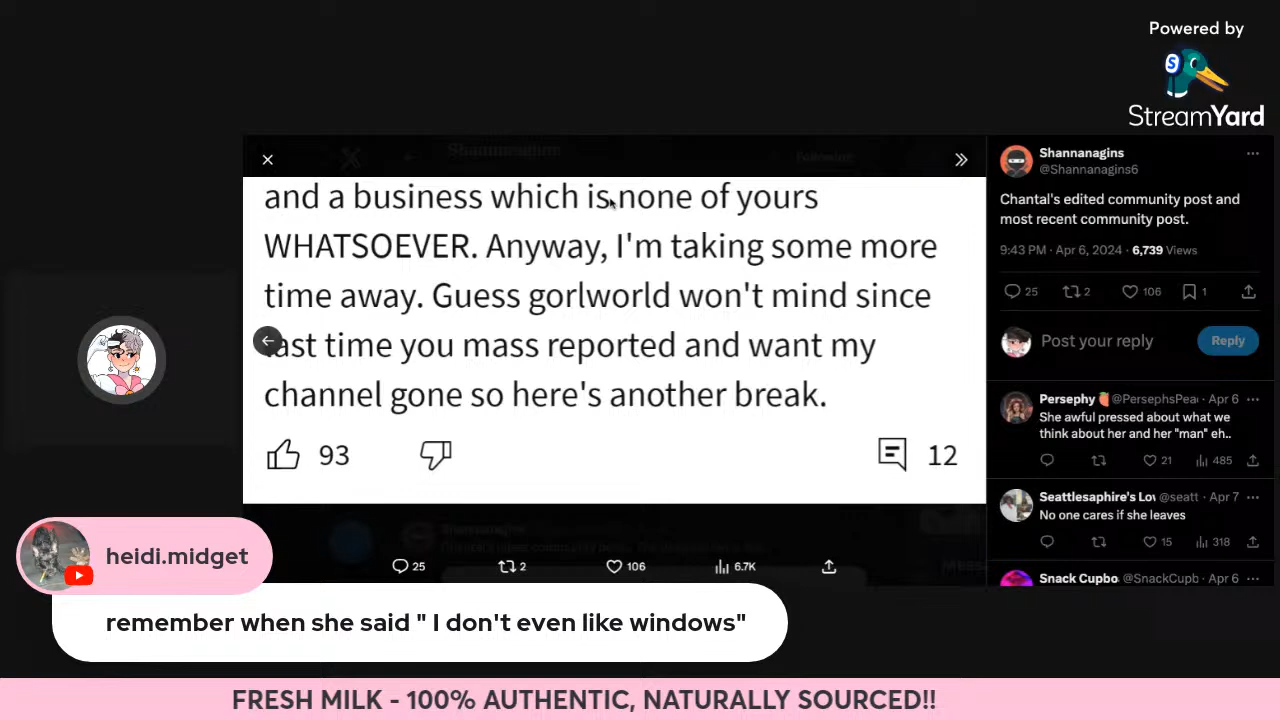 Powered by
StreamYard
and a business which is none of yours
WHATSOEVER. Anyway, I'm taking some more
time away. Guess gorlworld won't mind since
last time you mass reported and want my
channel gone so here's another break.
93
12
25
2
106
6.7K
Shannanagins
@Shannanagins6
Chantal's edited community post and
most recent community post.
9:43 PM · Apr 6, 2024 · 6,739 Views
25
2
106
1
Post your reply
Reply
Persephy @PersephsPea · Apr 6
She awful pressed about what we
think about her and her "man" eh..
21
485
Seattlesaphire's Lov @seatt · Apr 7
No one cares if she leaves
15
318
Snack Cupbo @SnackCupb · Apr 6
heidi.midget
remember when she said " I don't even like windows"
FRESH MILK - 100% AUTHENTIC, NATURALLY SOURCED!!